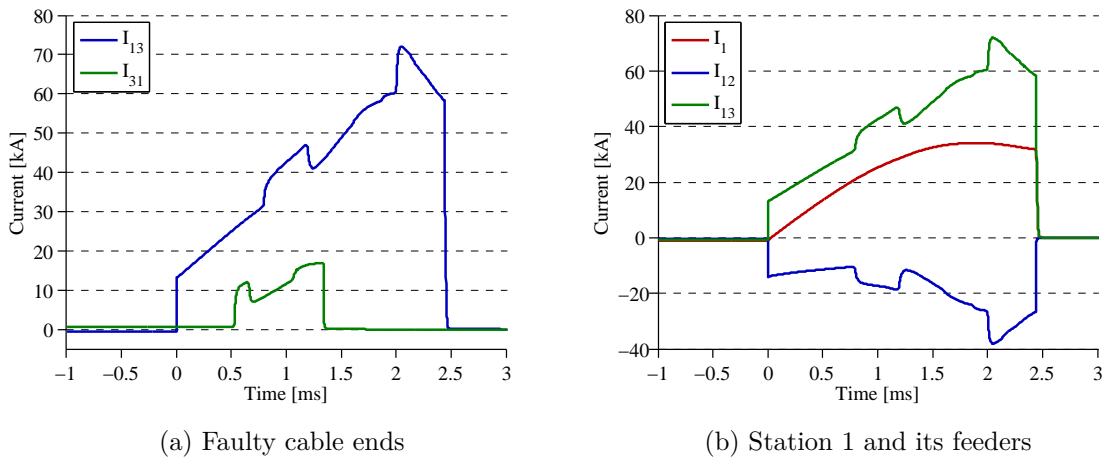 80
70
60
50
40
30
20
10
0
Current [kA]
I13
I31
−1 −0.5 0 0.5 1 1.5 2 2.5 3
Time [ms]
(a) Faulty cable ends
80
60
40
20
0
−20
−40
Current [kA]
I1
I12
I13
−1 −0.5 0 0.5 1 1.5 2 2.5 3
Time [ms]
(b) Station 1 and its feeders